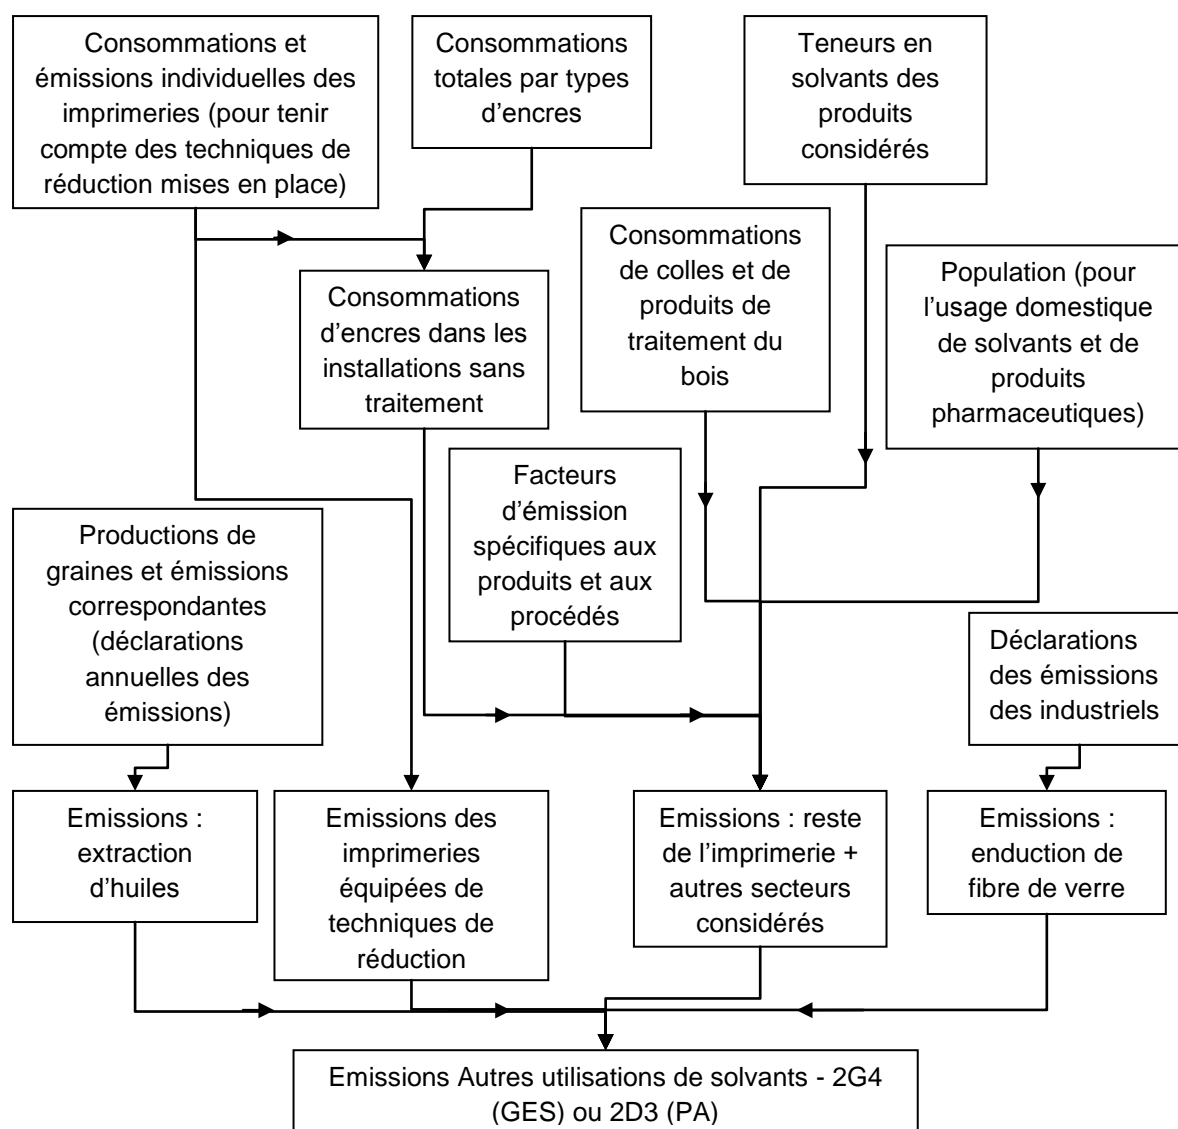 Consommations et
émissions individuelles des
imprimeries (pour tenir
compte des techniques de
réduction mises en place)
Consommations
totales par types
d’encres
Teneurs en
solvants des
produits
considérés
Consommations
d’encres dans les
installations sans
traitement
Consommations
de colles et de
produits de
traitement du
bois
Population (pour
l’usage domestique
de solvants et de
produits
pharmaceutiques)
Facteurs
d’émission
spécifiques aux
produits et aux
procédés
Productions de
graines et émissions
correspondantes
(déclarations
annuelles des
émissions)
Déclarations
des émissions
des industriels
Emissions :
extraction
d’huiles
Emissions des
imprimeries
équipées de
techniques de
réduction
Emissions : reste
de l’imprimerie +
autres secteurs
considérés
Emissions :
enduction de
fibre de verre
Emissions Autres utilisations de solvants - 2G4
(GES) ou 2D3 (PA)